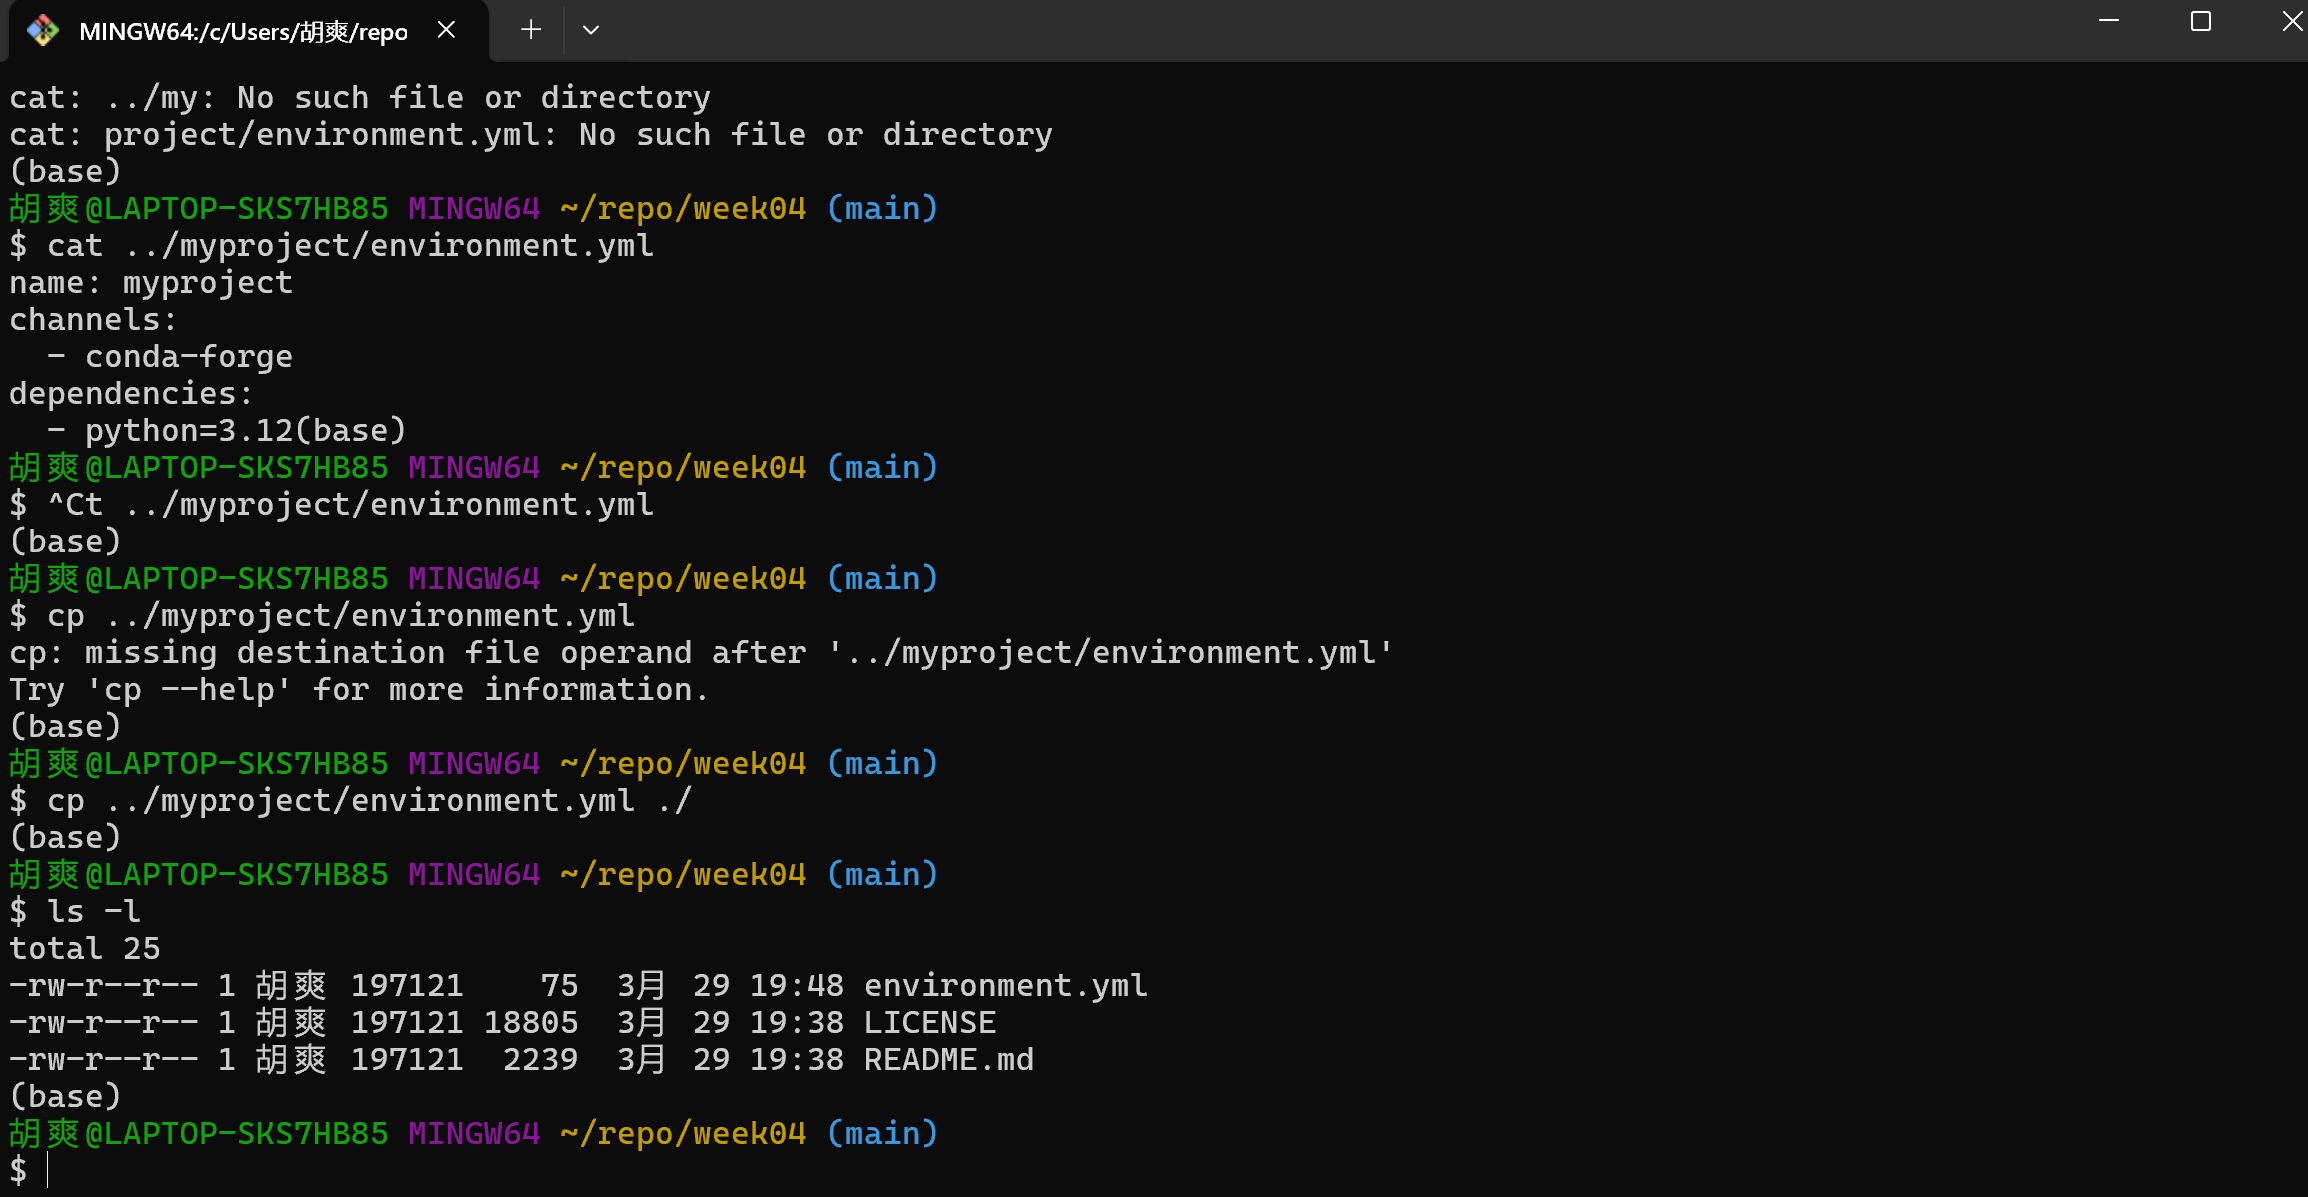 MINGW64:/c/Users/胡爽/repo
cat: ../my: No such file or directory
cat: project/environment.yml: No such file or directory
(base)
胡爽@LAPTOP-SKS7HB85 MINGW64 ~/repo/week04 (main)
$ cat ../myproject/environment.yml
name: myproject
channels:
  - conda-forge
dependencies:
  - python=3.12(base)
胡爽@LAPTOP-SKS7HB85 MINGW64 ~/repo/week04 (main)
$ ^Ct ../myproject/environment.yml
(base)
胡爽@LAPTOP-SKS7HB85 MINGW64 ~/repo/week04 (main)
$ cp ../myproject/environment.yml
cp: missing destination file operand after '../myproject/environment.yml'
Try 'cp --help' for more information.
(base)
胡爽@LAPTOP-SKS7HB85 MINGW64 ~/repo/week04 (main)
$ cp ../myproject/environment.yml ./
(base)
胡爽@LAPTOP-SKS7HB85 MINGW64 ~/repo/week04 (main)
$ ls -l
total 25
-rw-r--r-- 1 胡爽 197121    75  3月 29 19:48 environment.yml
-rw-r--r-- 1 胡爽 197121 18805  3月 29 19:38 LICENSE
-rw-r--r-- 1 胡爽 197121  2239  3月 29 19:38 README.md
(base)
胡爽@LAPTOP-SKS7HB85 MINGW64 ~/repo/week04 (main)
$